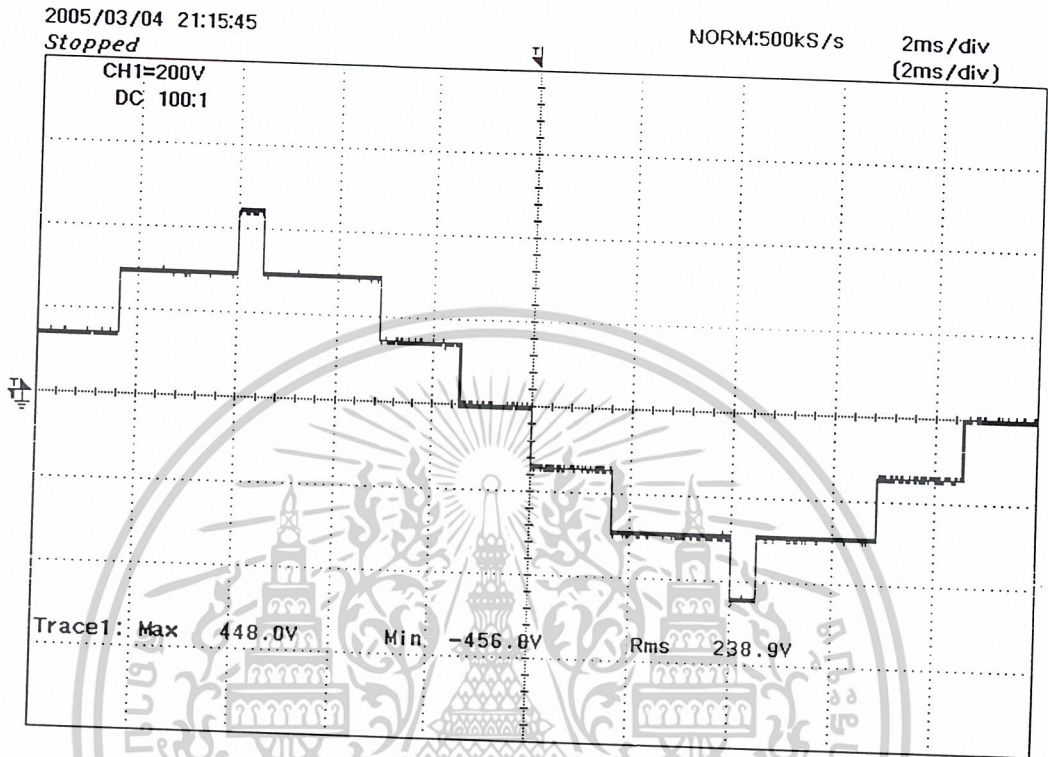 2005/03/04 21:15:45
Stopped
NORM:500kS/s
2ms/div
(2ms/div)
CH1=200V
DC 100:1
T
T
Trace1: Max 448.0V Min -456.0V Rms 238.9V